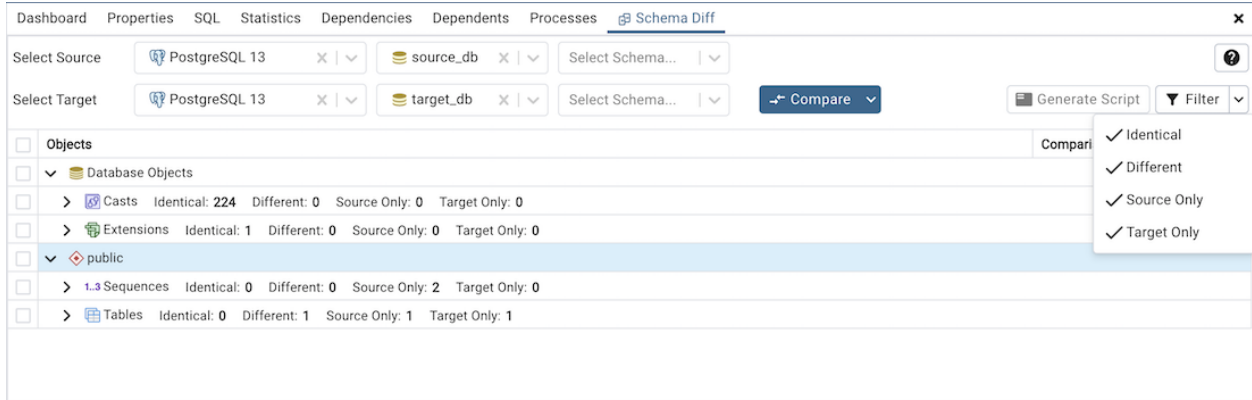 Dashboard Properties SQL Statistics Dependencies Dependents Processes Schema Diff
Select Source PostgreSQL 13 source_db Select Schema...
Select Target PostgreSQL 13 target_db Select Schema... Compare Generate Script Filter
Objects Compari
Identical
Different
Source Only
Target Only
Database Objects
Casts Identical: 224 Different: 0 Source Only: 0 Target Only: 0
Extensions Identical: 1 Different: 0 Source Only: 0 Target Only: 0
public
1..3 Sequences Identical: 0 Different: 0 Source Only: 2 Target Only: 0
Tables Identical: 0 Different: 1 Source Only: 1 Target Only: 1